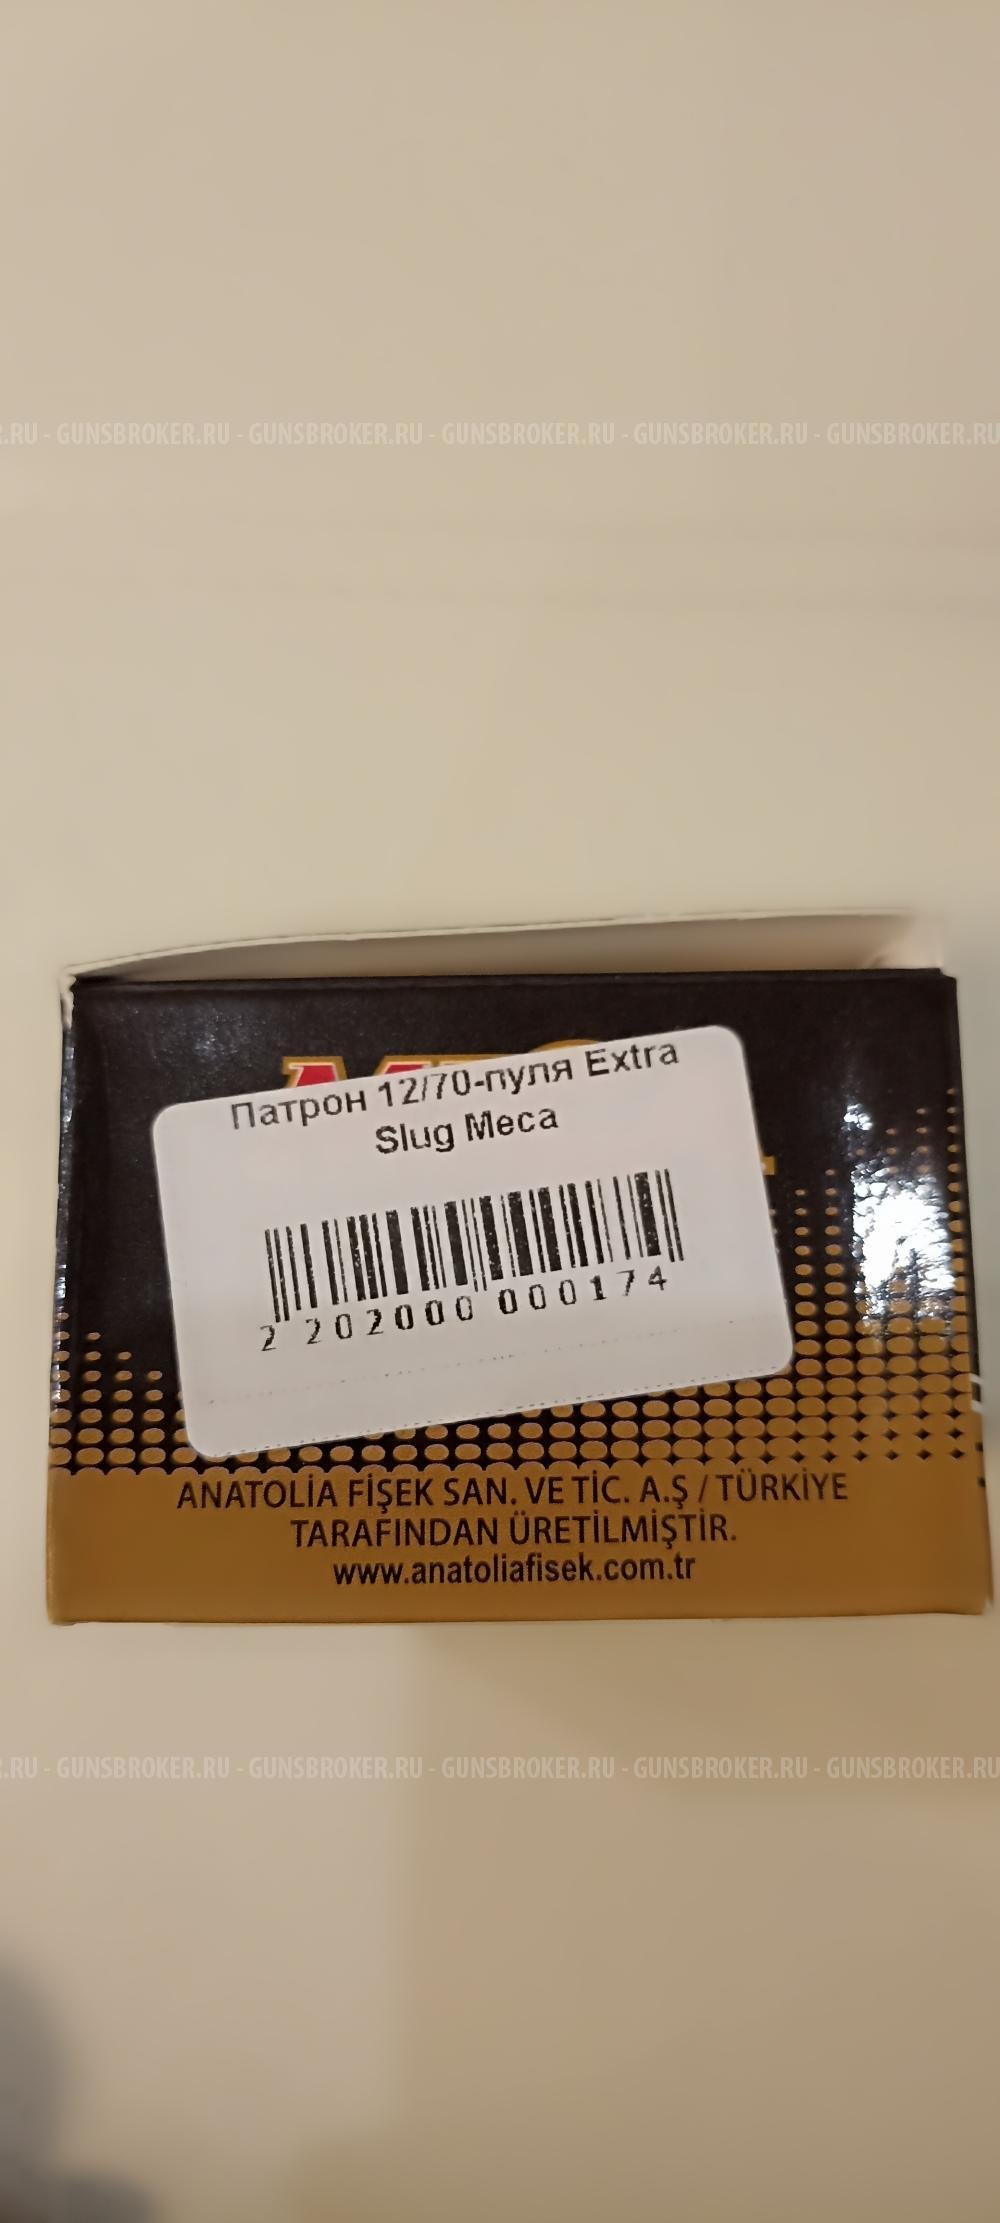 R.RU - GUNSBROKER.RU - GUNSBROKER.RU - GUNSBROKER.RU - GUNSBROKER.RU - GUNSBROKER.RU
Патрон 12/70-пуля Extra
Slug Meca
2 202000 000174
ANATOLİA FİŞEK SAN. VE TİC. A.Ş / TÜRKİYE
TARAFINDAN ÜRETİLMİŞTİR.
www.anatoliafisek.com.tr
R.RU - GUNSBROKER.RU - GUNSBROKER.RU - GUNSBROKER.RU - GUNSBROKER.RU - GUNSBROKER.RU